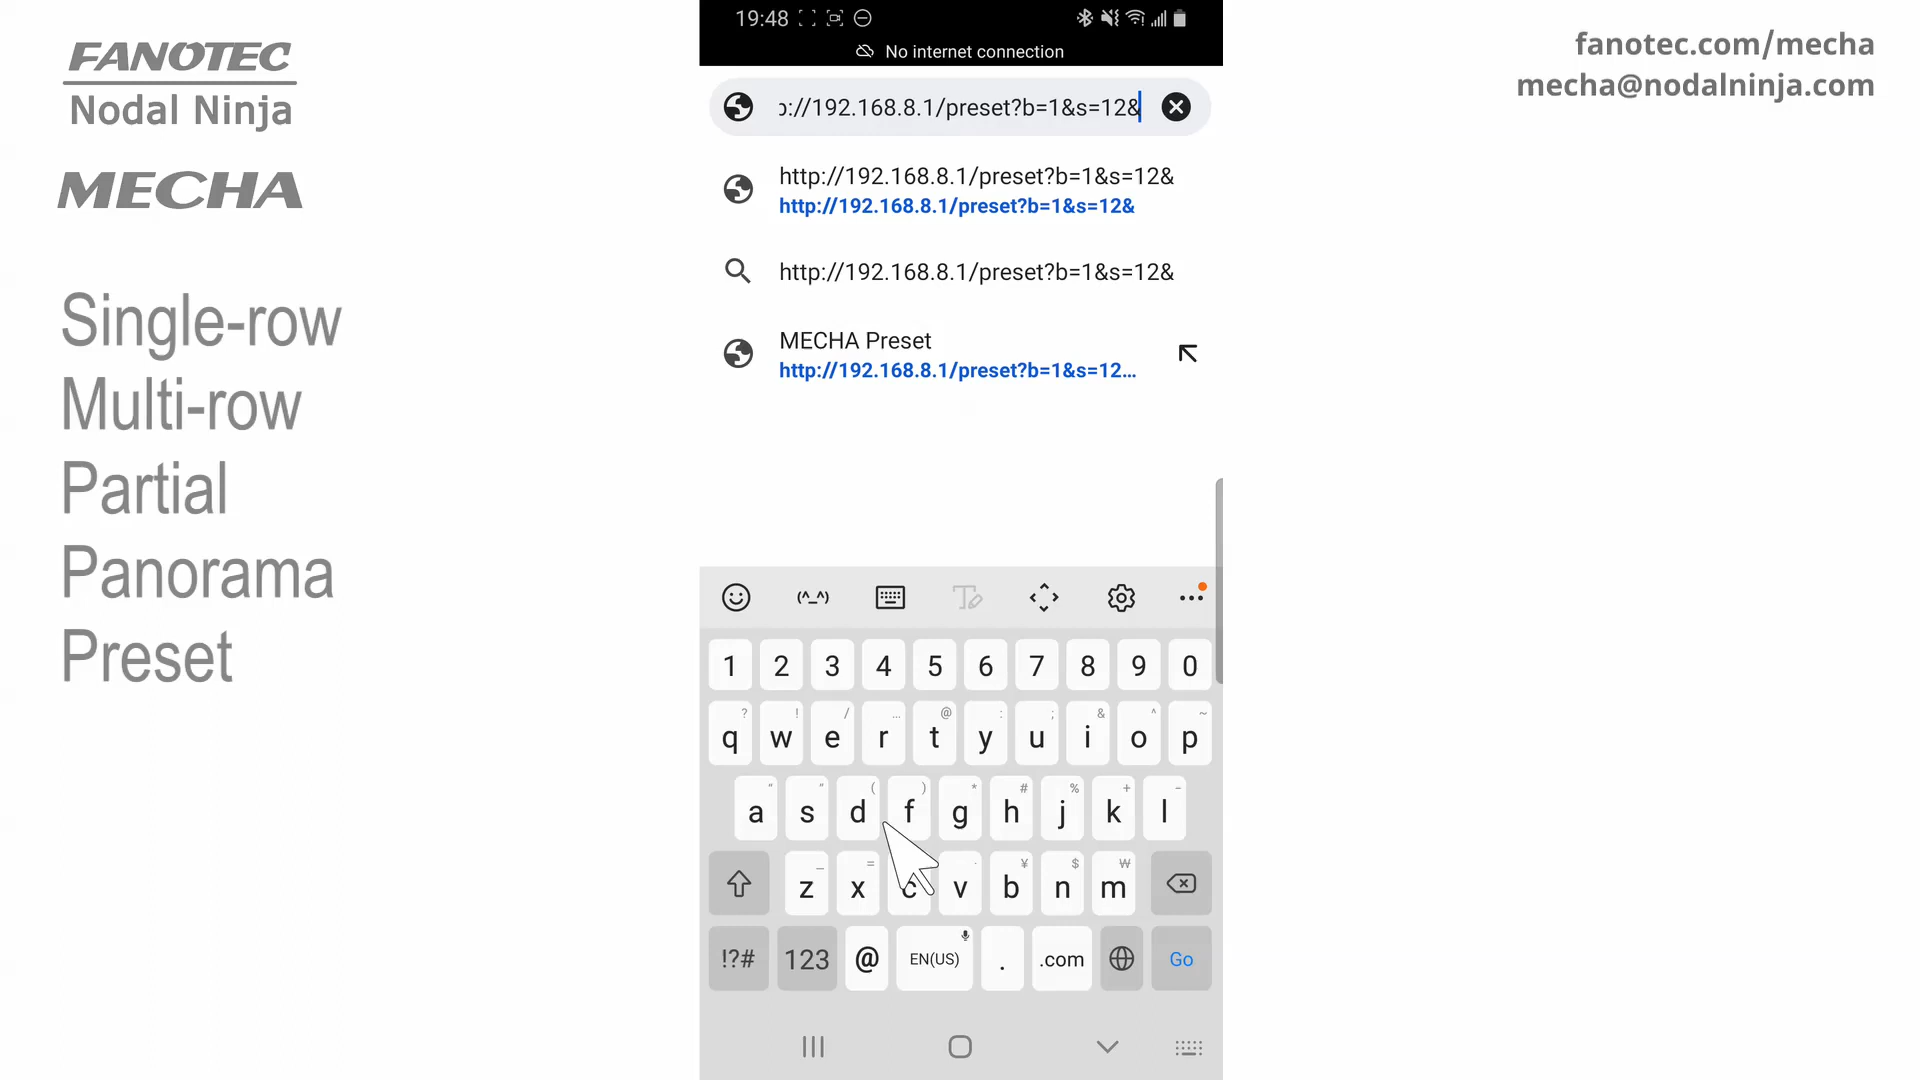 FANOTEC
Nodal Ninja
MECHA
Single-row
Multi-row
Partial
Panorama
Preset
19:48
No internet connection
://192.168.8.1/preset?b=1&s=12&
http://192.168.8.1/preset?b=1&s=12&
http://192.168.8.1/preset?b=1&s=12&
http://192.168.8.1/preset?b=1&s=12&
MECHA Preset
http://192.168.8.1/preset?b=1&s=12...
(^_^)
1 2 3 4 5 6 7 8 9 0
? ! / ... @ : ; & ^ ~
q w e r t y u i o p
" " ( ) * # % + -
a s d f g h j k l
_ = · ¥ $ ₩
z x c v b n m
!?# 123 @ EN(US) . .com Go
fanotec.com/mecha
mecha@nodalninja.com